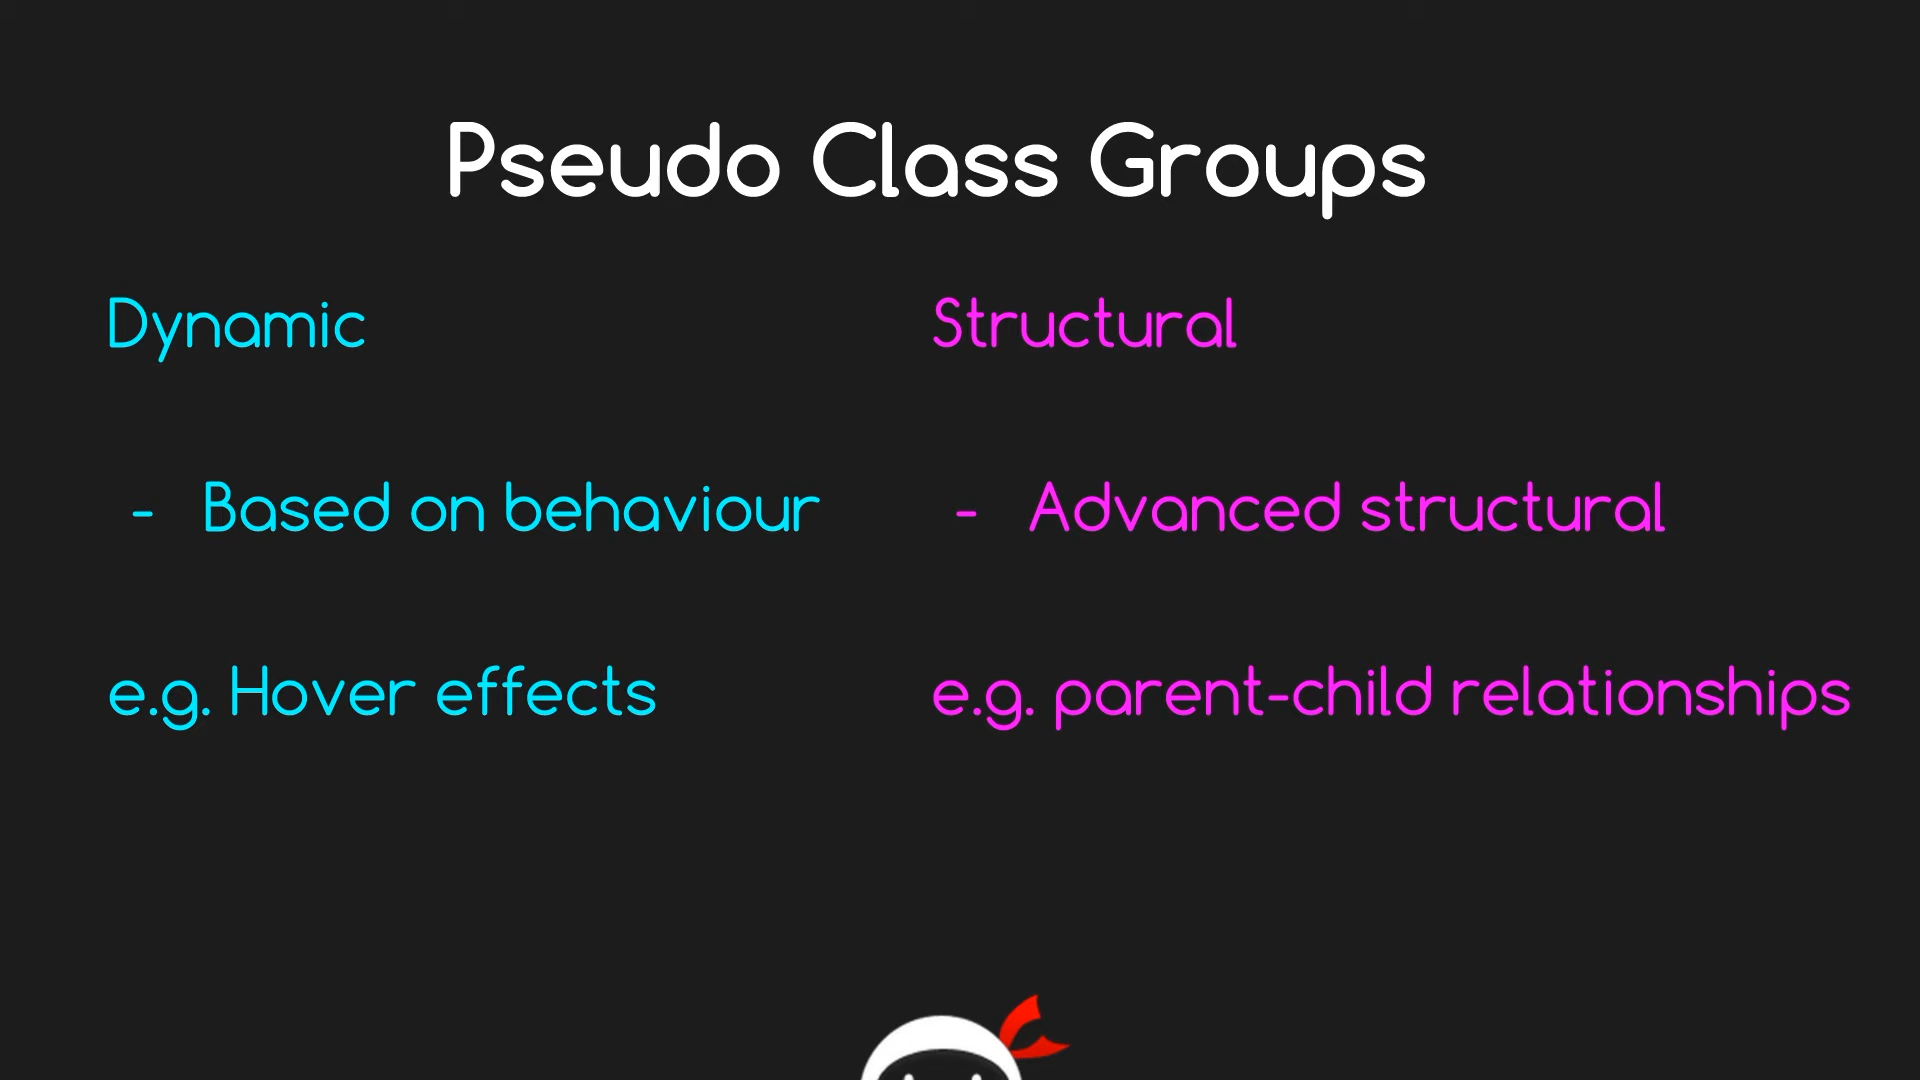 Pseudo Class Groups
Dynamic
- Based on behaviour
e.g. Hover effects
Structural
- Advanced structural
e.g. parent-child relationships